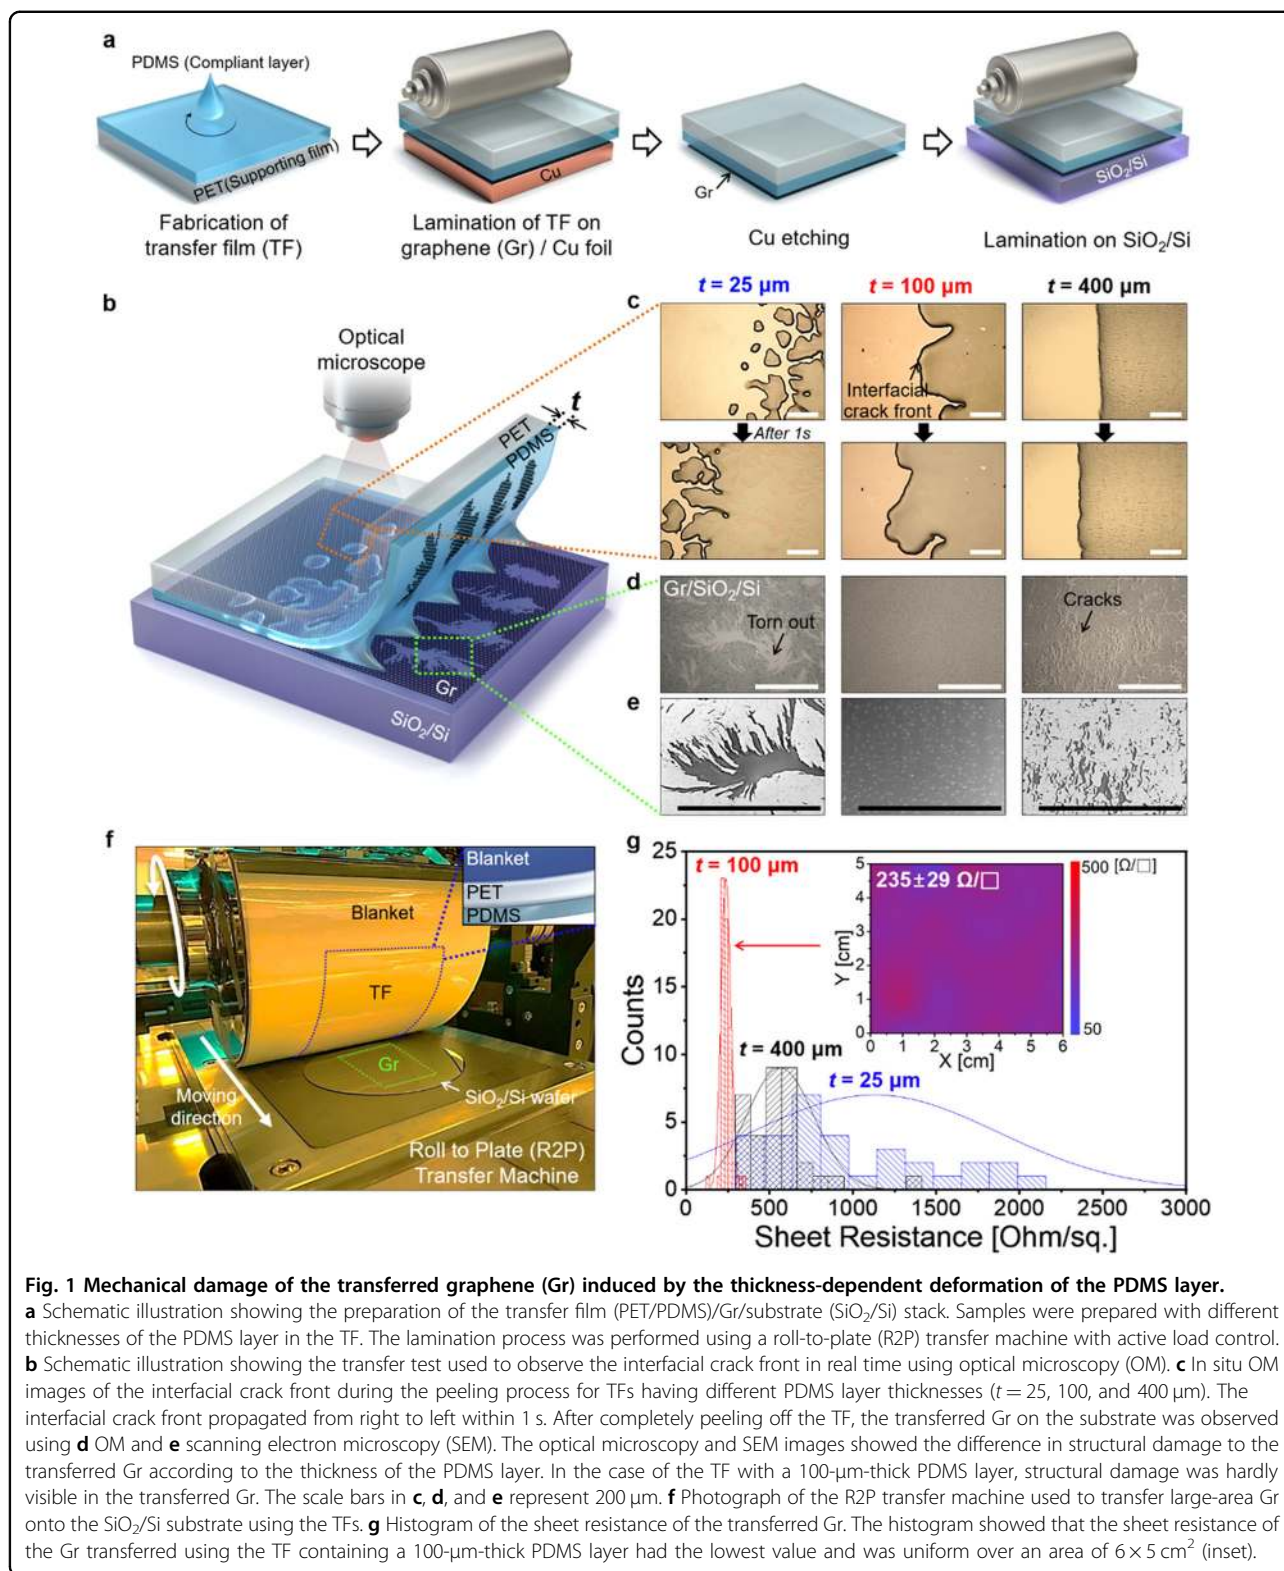 a
PDMS (Compliant layer)
PET(Supporting film)
Cu
Gr
SiO₂/Si
Fabrication of
transfer film (TF)
Lamination of TF on
graphene (Gr) / Cu foil
Cu etching
Lamination on SiO₂/Si
b
Optical
microscope
t
PET
PDMS
Gr
SiO₂/Si
c
t = 25 μm
t = 100 μm
t = 400 μm
Interfacial
crack front
After 1s
d
Gr/SiO₂/Si
Torn out
Cracks
e
f
Blanket
PET
PDMS
Blanket
TF
Gr
SiO₂/Si wafer
Moving
direction
Roll to Plate (R2P)
Transfer Machine
g
25
20
15
10
5
0
Counts
t = 100 μm
t = 400 μm
t = 25 μm
235±29 Ω/□
5
4
3
2
1
0
Y [cm]
0 1 2 3 4 5 6
X [cm]
500 [Ω/□]
50
0 500 1000 1500 2000 2500 3000
Sheet Resistance [Ohm/sq.]
Fig. 1 Mechanical damage of the transferred graphene (Gr) induced by the thickness-dependent deformation of the PDMS layer.
a Schematic illustration showing the preparation of the transfer film (PET/PDMS)/Gr/substrate (SiO₂/Si) stack. Samples were prepared with different
thicknesses of the PDMS layer in the TF. The lamination process was performed using a roll-to-plate (R2P) transfer machine with active load control.
b Schematic illustration showing the transfer test used to observe the interfacial crack front in real time using optical microscopy (OM). c In situ OM
images of the interfacial crack front during the peeling process for TFs having different PDMS layer thicknesses (t = 25, 100, and 400 μm). The
interfacial crack front propagated from right to left within 1 s. After completely peeling off the TF, the transferred Gr on the substrate was observed
using d OM and e scanning electron microscopy (SEM). The optical microscopy and SEM images showed the difference in structural damage to the
transferred Gr according to the thickness of the PDMS layer. In the case of the TF with a 100-μm-thick PDMS layer, structural damage was hardly
visible in the transferred Gr. The scale bars in c, d, and e represent 200 μm. f Photograph of the R2P transfer machine used to transfer large-area Gr
onto the SiO₂/Si substrate using the TFs. g Histogram of the sheet resistance of the transferred Gr. The histogram showed that the sheet resistance of
the Gr transferred using the TF containing a 100-μm-thick PDMS layer had the lowest value and was uniform over an area of 6 × 5 cm² (inset).